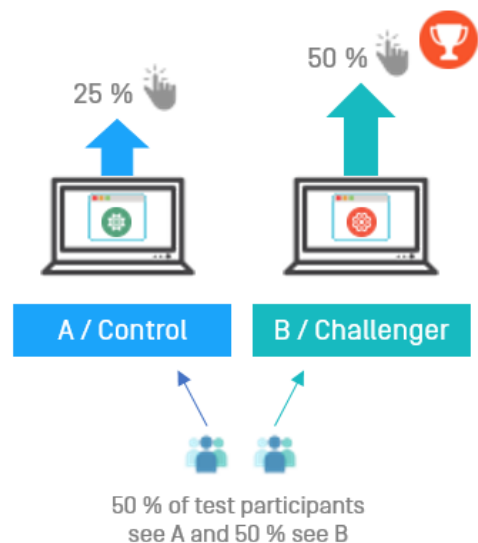 25 %
50 %
A / Control
B / Challenger
50 % of test participants
see A and 50 % see B